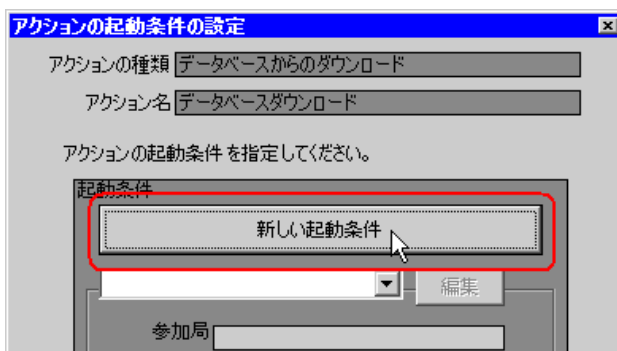 アクションの起動条件の設定
アクションの種類 データベースからのダウンロード
アクション名 データベースダウンロード
アクションの起動条件 を指定してください。
起動条件
新しい起動条件
編集
参加局